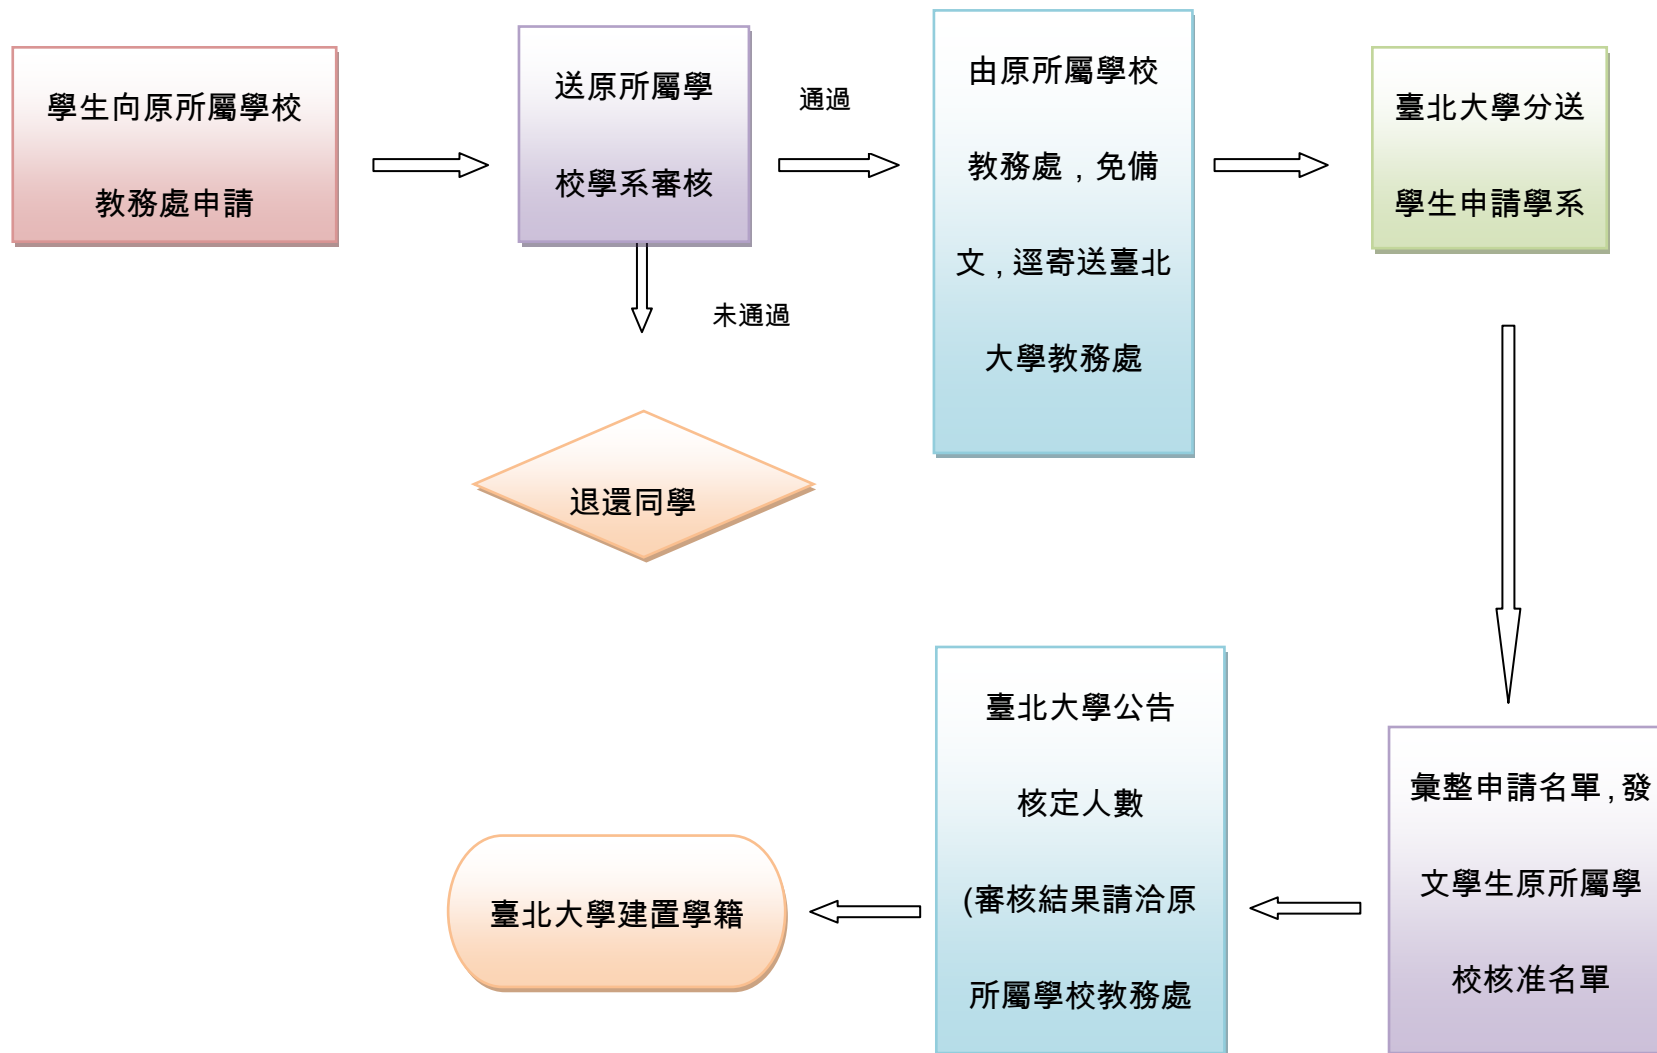 學生向原所屬學校
教務處申請
送原所屬學
校學系審核
通過
未通過
退還同學
由原所屬學校
教務處，免備
文，逕寄送臺北
大學教務處
臺北大學分送
學生申請學系
彙整申請名單，發
文學生原所屬學
校核准名單
臺北大學公告
核定人數
(審核結果請洽原
所屬學校教務處
臺北大學建置學籍